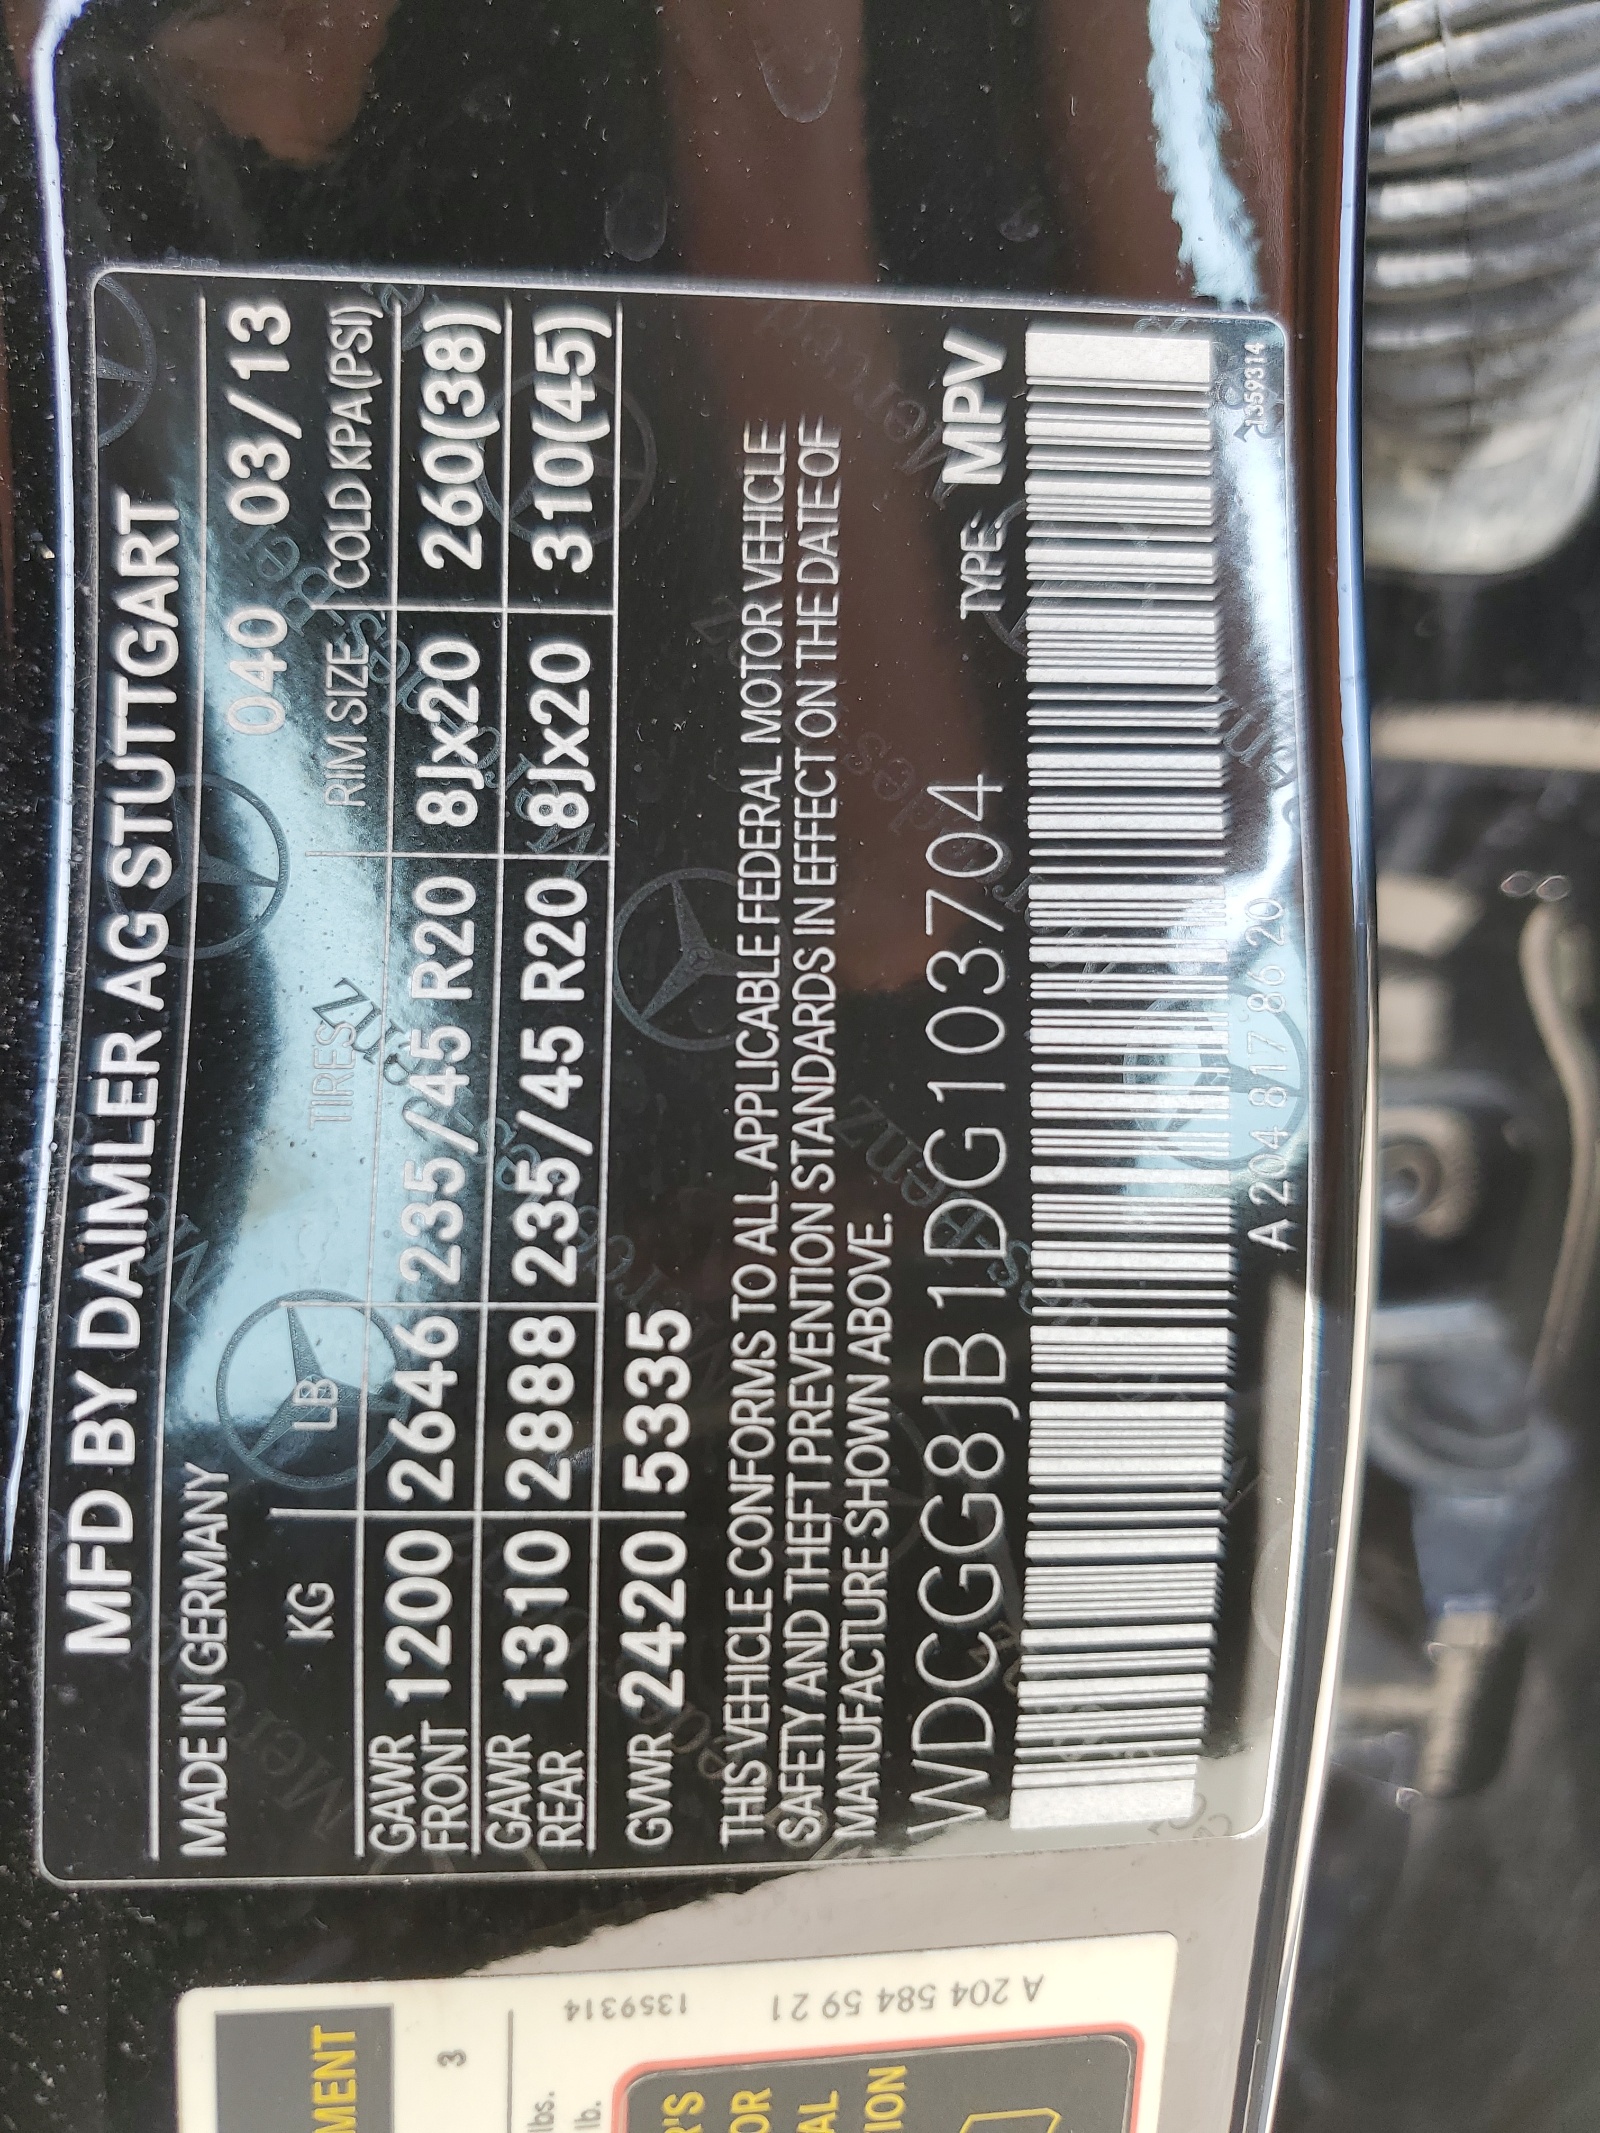 MFD BY DAIMLER AG STUTTGART
MADE IN GERMANY 040 03/13
KG LB TIRES RIM SIZE COLD KPA(PSI)
GAWR FRONT 1200 2646 235/45 R20 8Jx20 260(38)
GAWR REAR 1310 2888 235/45 R20 8Jx20 310(45)
GVWR 2420 5335
THIS VEHICLE CONFORMS TO ALL APPLICABLE FEDERAL MOTOR VEHICLE
SAFETY AND THEFT PREVENTION STANDARDS IN EFFECT ON THE DATE OF
MANUFACTURE SHOWN ABOVE.
TYPE: MPV
WDCGG8JB1DG103704
A 204 817 86 20
1359314
MENT
3
lbs.
lb.
1359314
A 204 584 59 21
R'S
OR
AL
ION